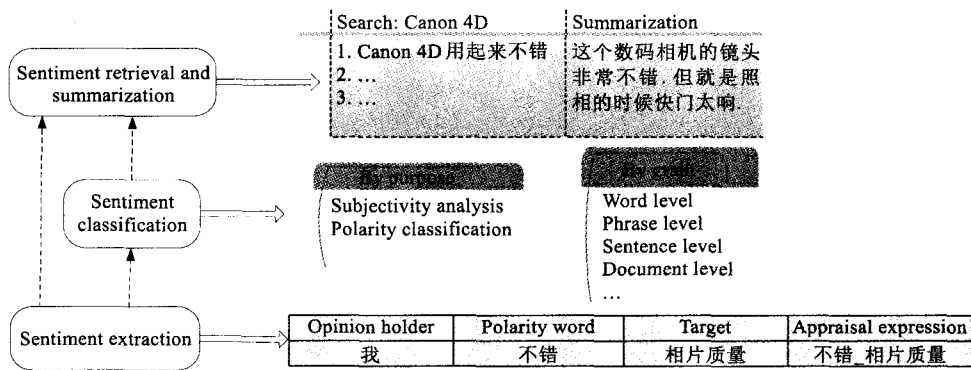 Search: Canon 4D
Summarization
1. Canon 4D 用起来不错
2. ...
3. ...
这个数码相机的镜头
非常不错, 但就是照
相的时候快门太响.
Sentiment retrieval and
summarization
By purpose
Subjectivity analysis
Polarity classification
By
Word level
Phrase level
Sentence level
Document level
...
Sentiment
classification
Sentiment extraction
Opinion holder
Polarity word
Target
Appraisal expression
我
不错
相片质量
不错_相片质量